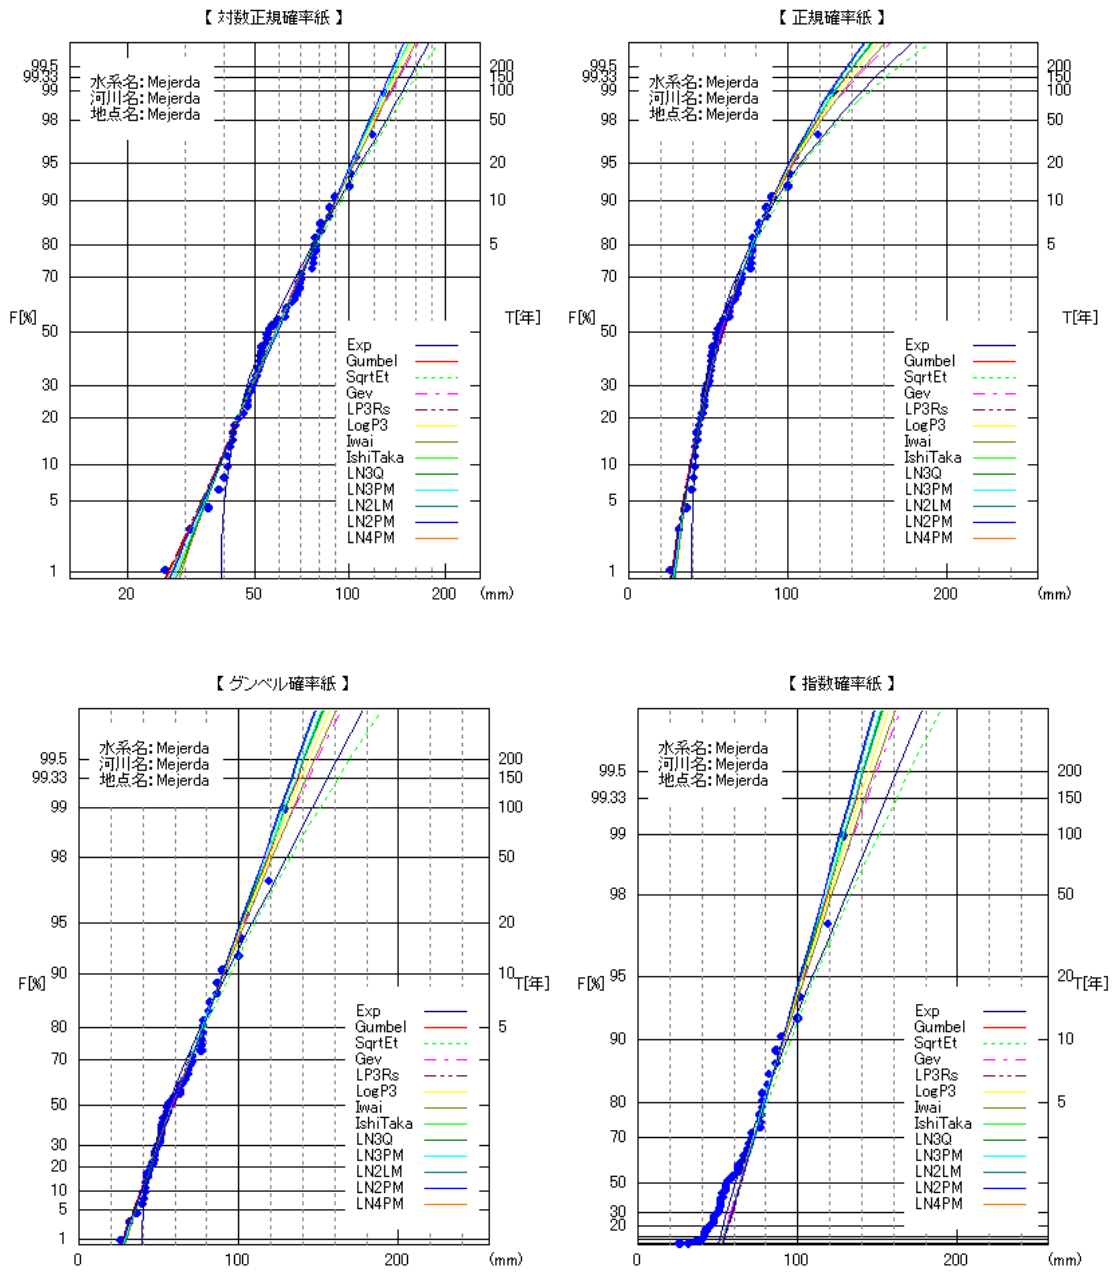 【 対数正規確率紙 】
99.5
99.33
99
98
95
90
80
70
50
30
20
10
5
1
F[%]
水系名: Mejerda
河川名: Mejerda
地点名: Mejerda
200
150
100
50
20
10
5
T[年]
Exp
Gumbel
SqrtEt
Gev
LP3Rs
LogP3
Iwai
IshiTaka
LN3Q
LN3PM
LN2LM
LN2PM
LN4PM
20 50 100 200 (mm)
【 正規確率紙 】
99.5
99.33
99
98
95
90
80
70
50
30
20
10
5
1
F[%]
水系名: Mejerda
河川名: Mejerda
地点名: Mejerda
200
150
100
50
20
10
5
T[年]
Exp
Gumbel
SqrtEt
Gev
LP3Rs
LogP3
Iwai
IshiTaka
LN3Q
LN3PM
LN2LM
LN2PM
LN4PM
0 100 200 (mm)
【 グンベル確率紙 】
99.5
99.33
99
98
95
90
80
70
50
30
20
10
5
1
F[%]
水系名: Mejerda
河川名: Mejerda
地点名: Mejerda
200
150
100
50
20
10
5
T[年]
Exp
Gumbel
SqrtEt
Gev
LP3Rs
LogP3
Iwai
IshiTaka
LN3Q
LN3PM
LN2LM
LN2PM
LN4PM
0 100 200 (mm)
【 指数確率紙 】
99.5
99.33
99
98
95
90
80
70
50
30
20
F[%]
水系名: Mejerda
河川名: Mejerda
地点名: Mejerda
200
150
100
50
20
10
5
T[年]
Exp
Gumbel
SqrtEt
Gev
LP3Rs
LogP3
Iwai
IshiTaka
LN3Q
LN3PM
LN2LM
LN2PM
LN4PM
0 100 200 (mm)